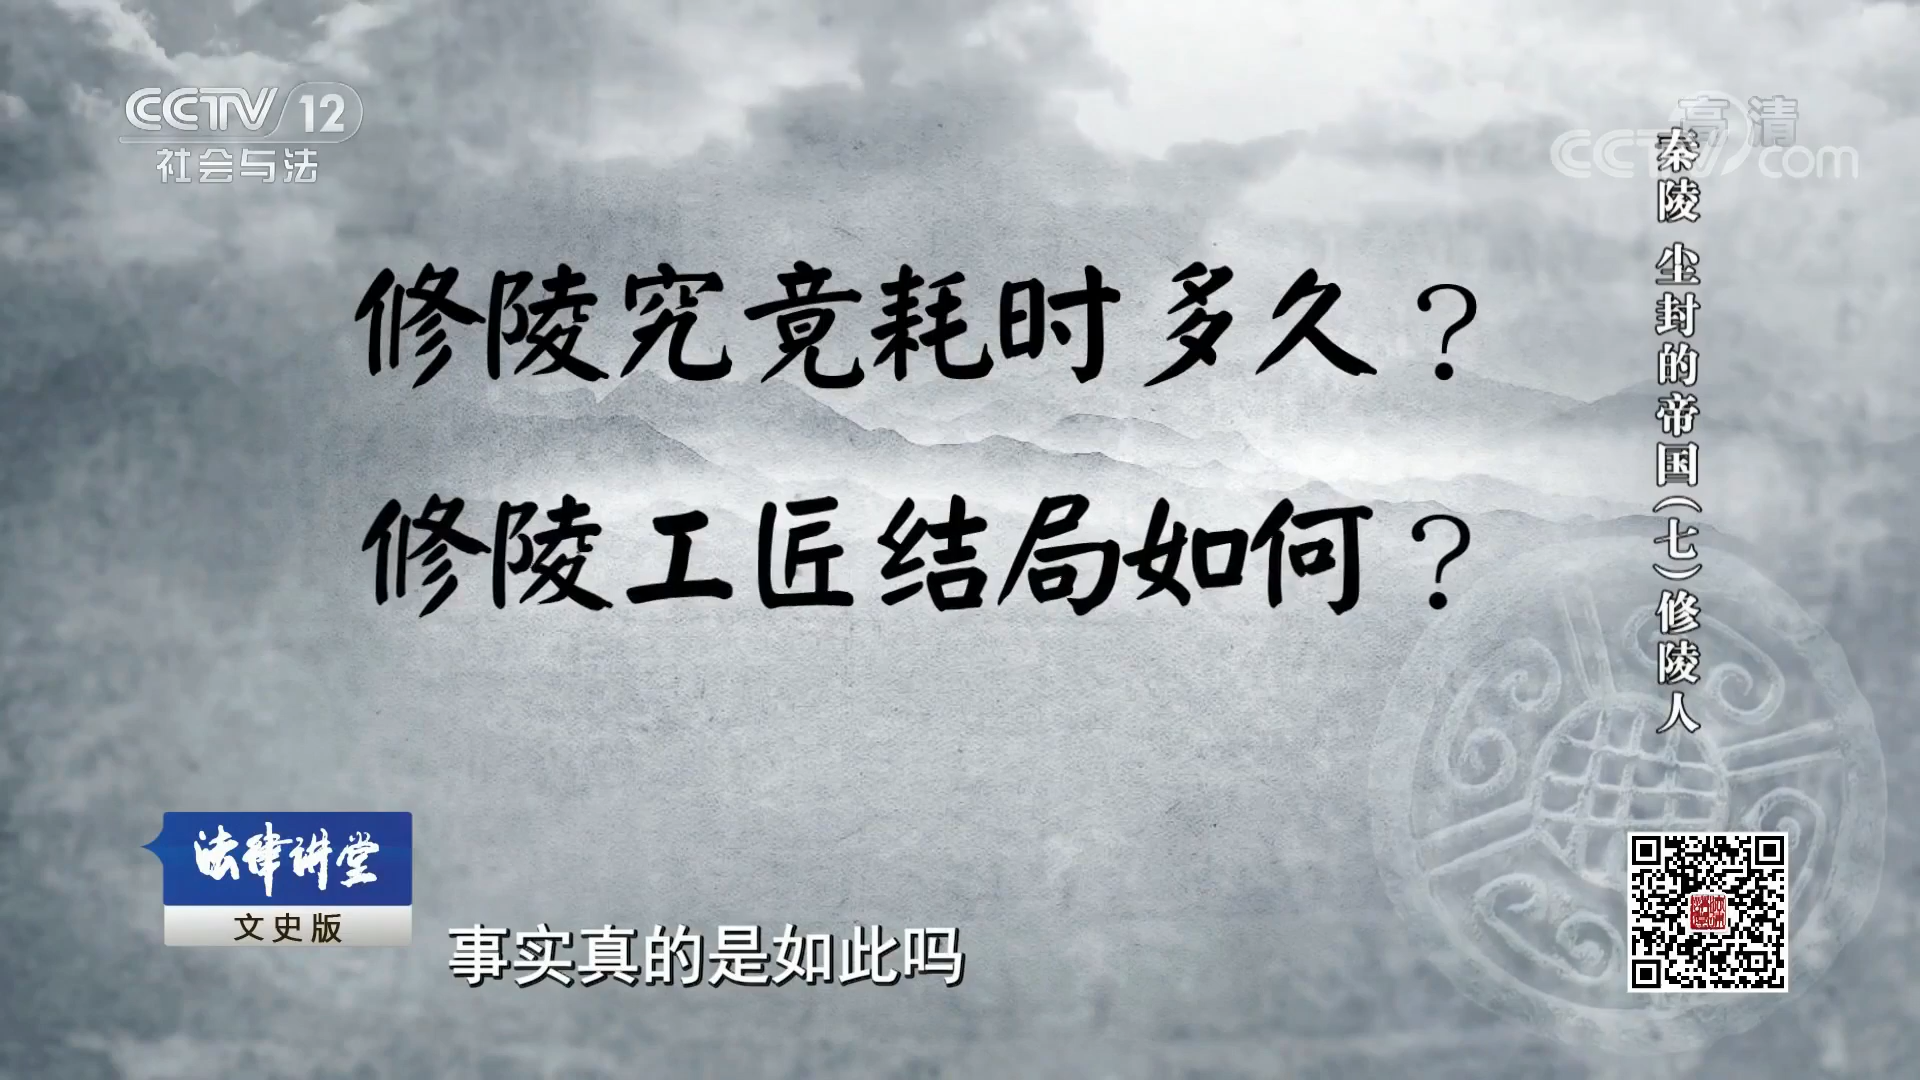 CCTV 12
社会与法
高清
CCTV com
秦陵 尘封的帝国(七)修陵人
修陵究竟耗时多久？
修陵工匠结局如何？
法律讲堂
文史版
事实真的是如此吗